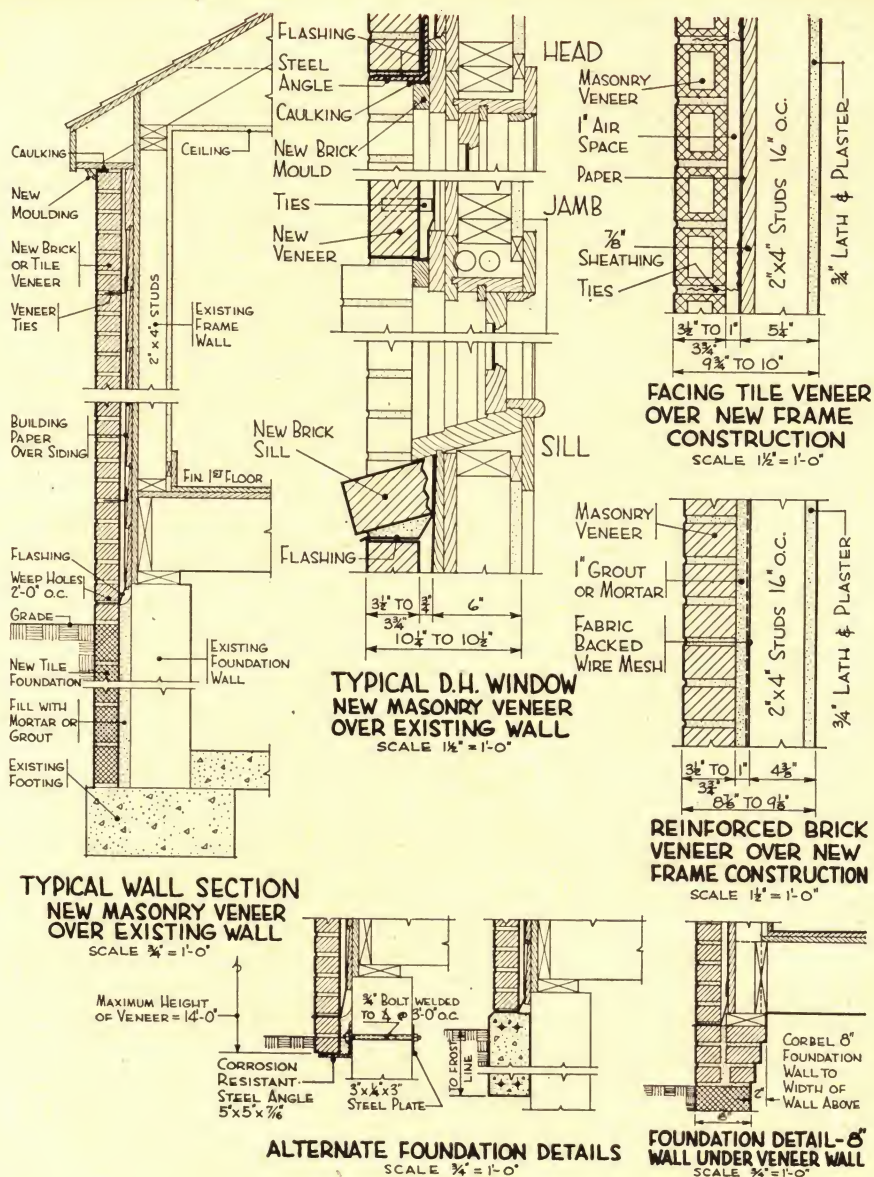 CAULKING
NEW
MOULDING
NEW BRICK
OR TILE
VENEER
VENEER
TIES
BUILDING
PAPER
OVER SIDING
FLASHING
WEEP HOLES
2'-0" O.C.
GRADE
NEW TILE
FOUNDATION
FILL WITH
MORTAR OR
GROUT
EXISTING
FOOTING
CEILING
2" x 4" STUDS
EXISTING
FRAME
WALL
FIN. 1ST FLOOR
EXISTING
FOUNDATION
WALL
TYPICAL WALL SECTION
NEW MASONRY VENEER
OVER EXISTING WALL
SCALE ¾" = 1'-0"
FLASHING
STEEL
ANGLE
CAULKING
NEW BRICK
MOULD
TIES
NEW
VENEER
HEAD
JAMB
NEW BRICK
SILL
SILL
FLASHING
3½" TO
3¾"
¾"
6"
10¼" TO 10½"
TYPICAL D.H. WINDOW
NEW MASONRY VENEER
OVER EXISTING WALL
SCALE 1½" = 1'-0"
MASONRY
VENEER
1" AIR
SPACE
PAPER
⅞"
SHEATHING
TIES
2"x4" STUDS 16" O.C.
¾" LATH & PLASTER
3½" TO
3¾"
1"
5¼"
9¾" TO 10"
FACING TILE VENEER
OVER NEW FRAME
CONSTRUCTION
SCALE 1½" = 1'-0"
MASONRY
VENEER
1" GROUT
OR MORTAR
FABRIC
BACKED
WIRE MESH
2"x4" STUDS 16" O.C.
¾" LATH & PLASTER
3½" TO
3¾"
1"
4⅜"
8⅞" TO 9⅛"
REINFORCED BRICK
VENEER OVER NEW
FRAME CONSTRUCTION
SCALE 1½" = 1'-0"
MAXIMUM HEIGHT
OF VENEER = 14'-0"
CORROSION
RESISTANT
STEEL ANGLE
5"x5"x7/16"
¾" BOLT WELDED
TO @ 3'-0" O.C.
3"x¼"x3"
STEEL PLATE
TO FROST
LINE
ALTERNATE FOUNDATION DETAILS
SCALE ¾" = 1'-0"
CORBEL 8"
FOUNDATION
WALL TO
WIDTH OF
WALL ABOVE
2"
8"
FOUNDATION DETAIL-8"
WALL UNDER VENEER WALL
SCALE ¾" = 1'-0"